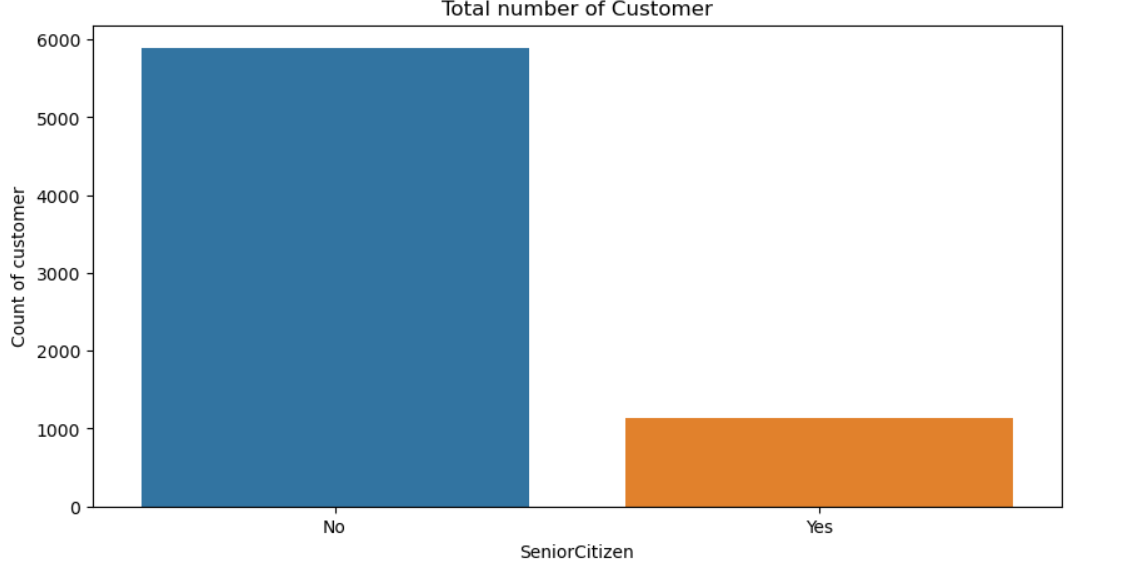 Total number of Customer
6000
5000
4000
3000
2000
1000
0
Count of customer
No Yes
SeniorCitizen